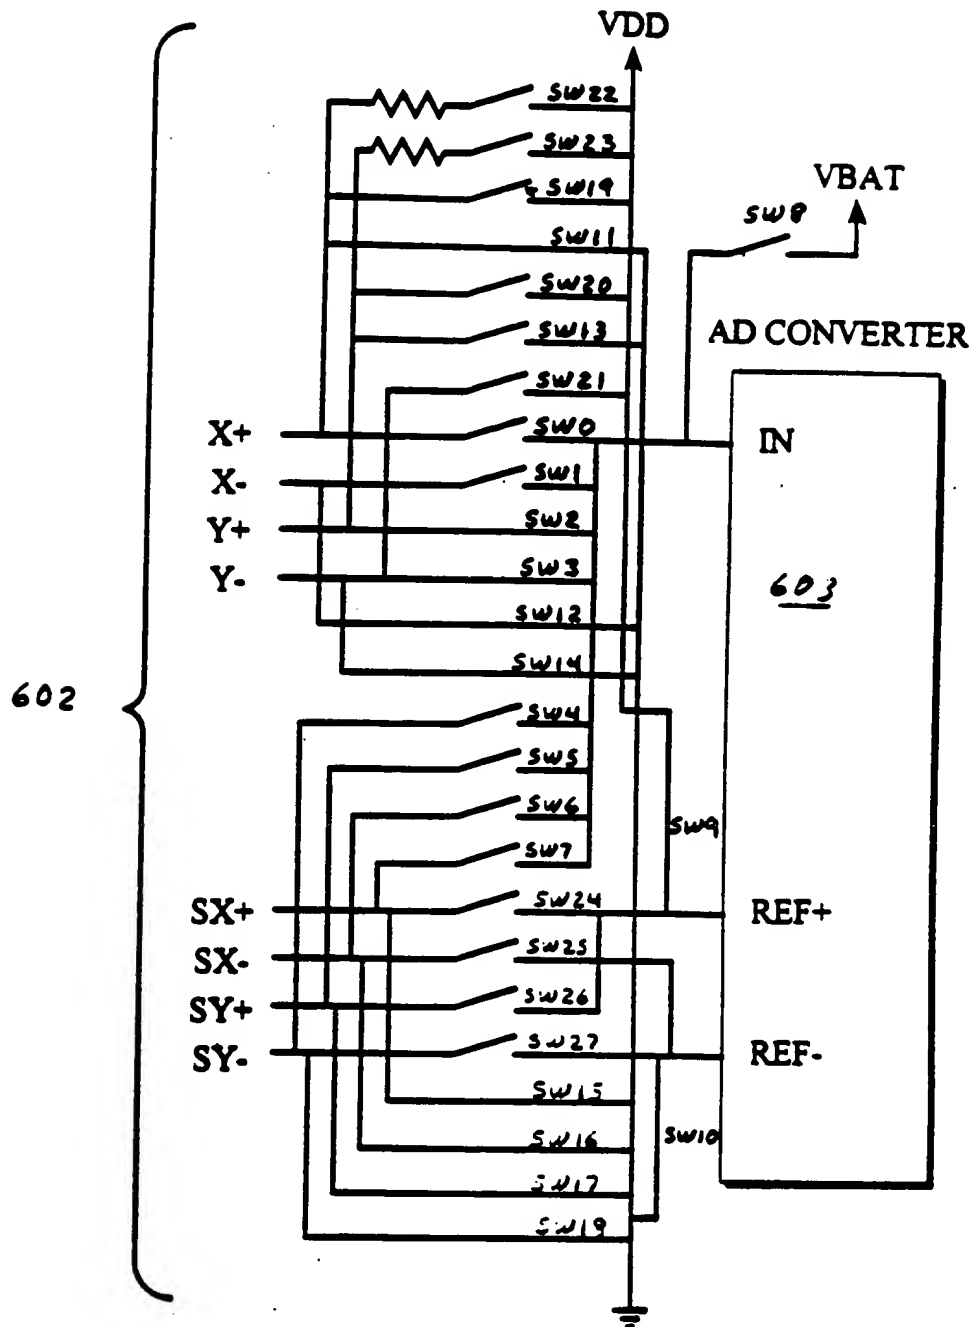 VDD
SW22
SW23
SW19
VBAT
SW8
SW11
SW20
SW13
AD CONVERTER
SW21
X+
SW0
IN
X-
SW1
Y+
SW2
Y-
SW3
603
SW12
SW14
602
SW4
SW5
SW6
SW9
SW7
SX+
SW24
REF+
SX-
SW25
SY+
SW26
SY-
SW27
REF-
SW15
SW16
SW10
SW17
SW19